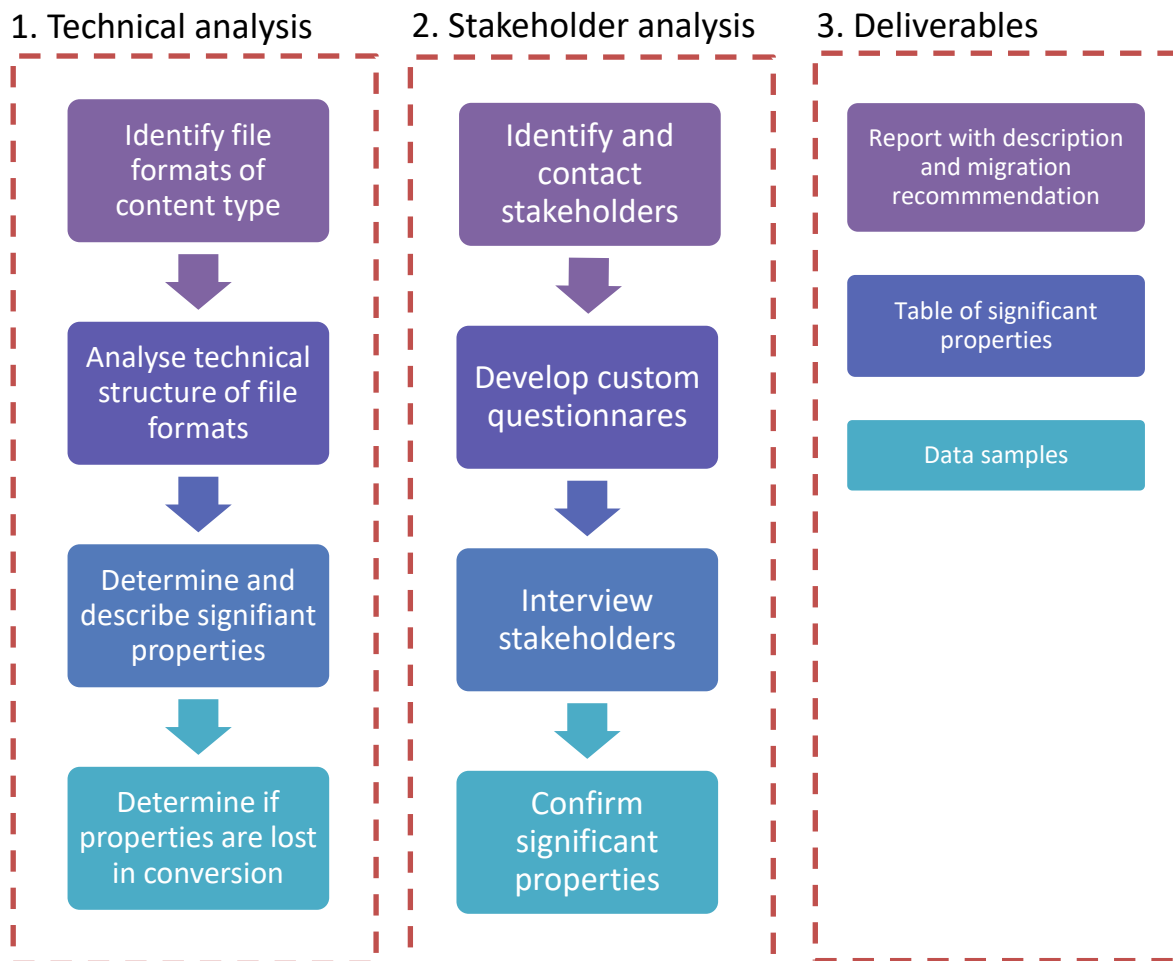 1. Technical analysis
Identify file
formats of
content type
Analyse technical
structure of file
formats
Determine and
describe signifiant
properties
Determine if
properties are lost
in conversion
2. Stakeholder analysis
Identify and
contact
stakeholders
Develop custom
questionnares
Interview
stakeholders
Confirm
significant
properties
3. Deliverables
Report with description
and migration
recommmendation
Table of significant
properties
Data samples